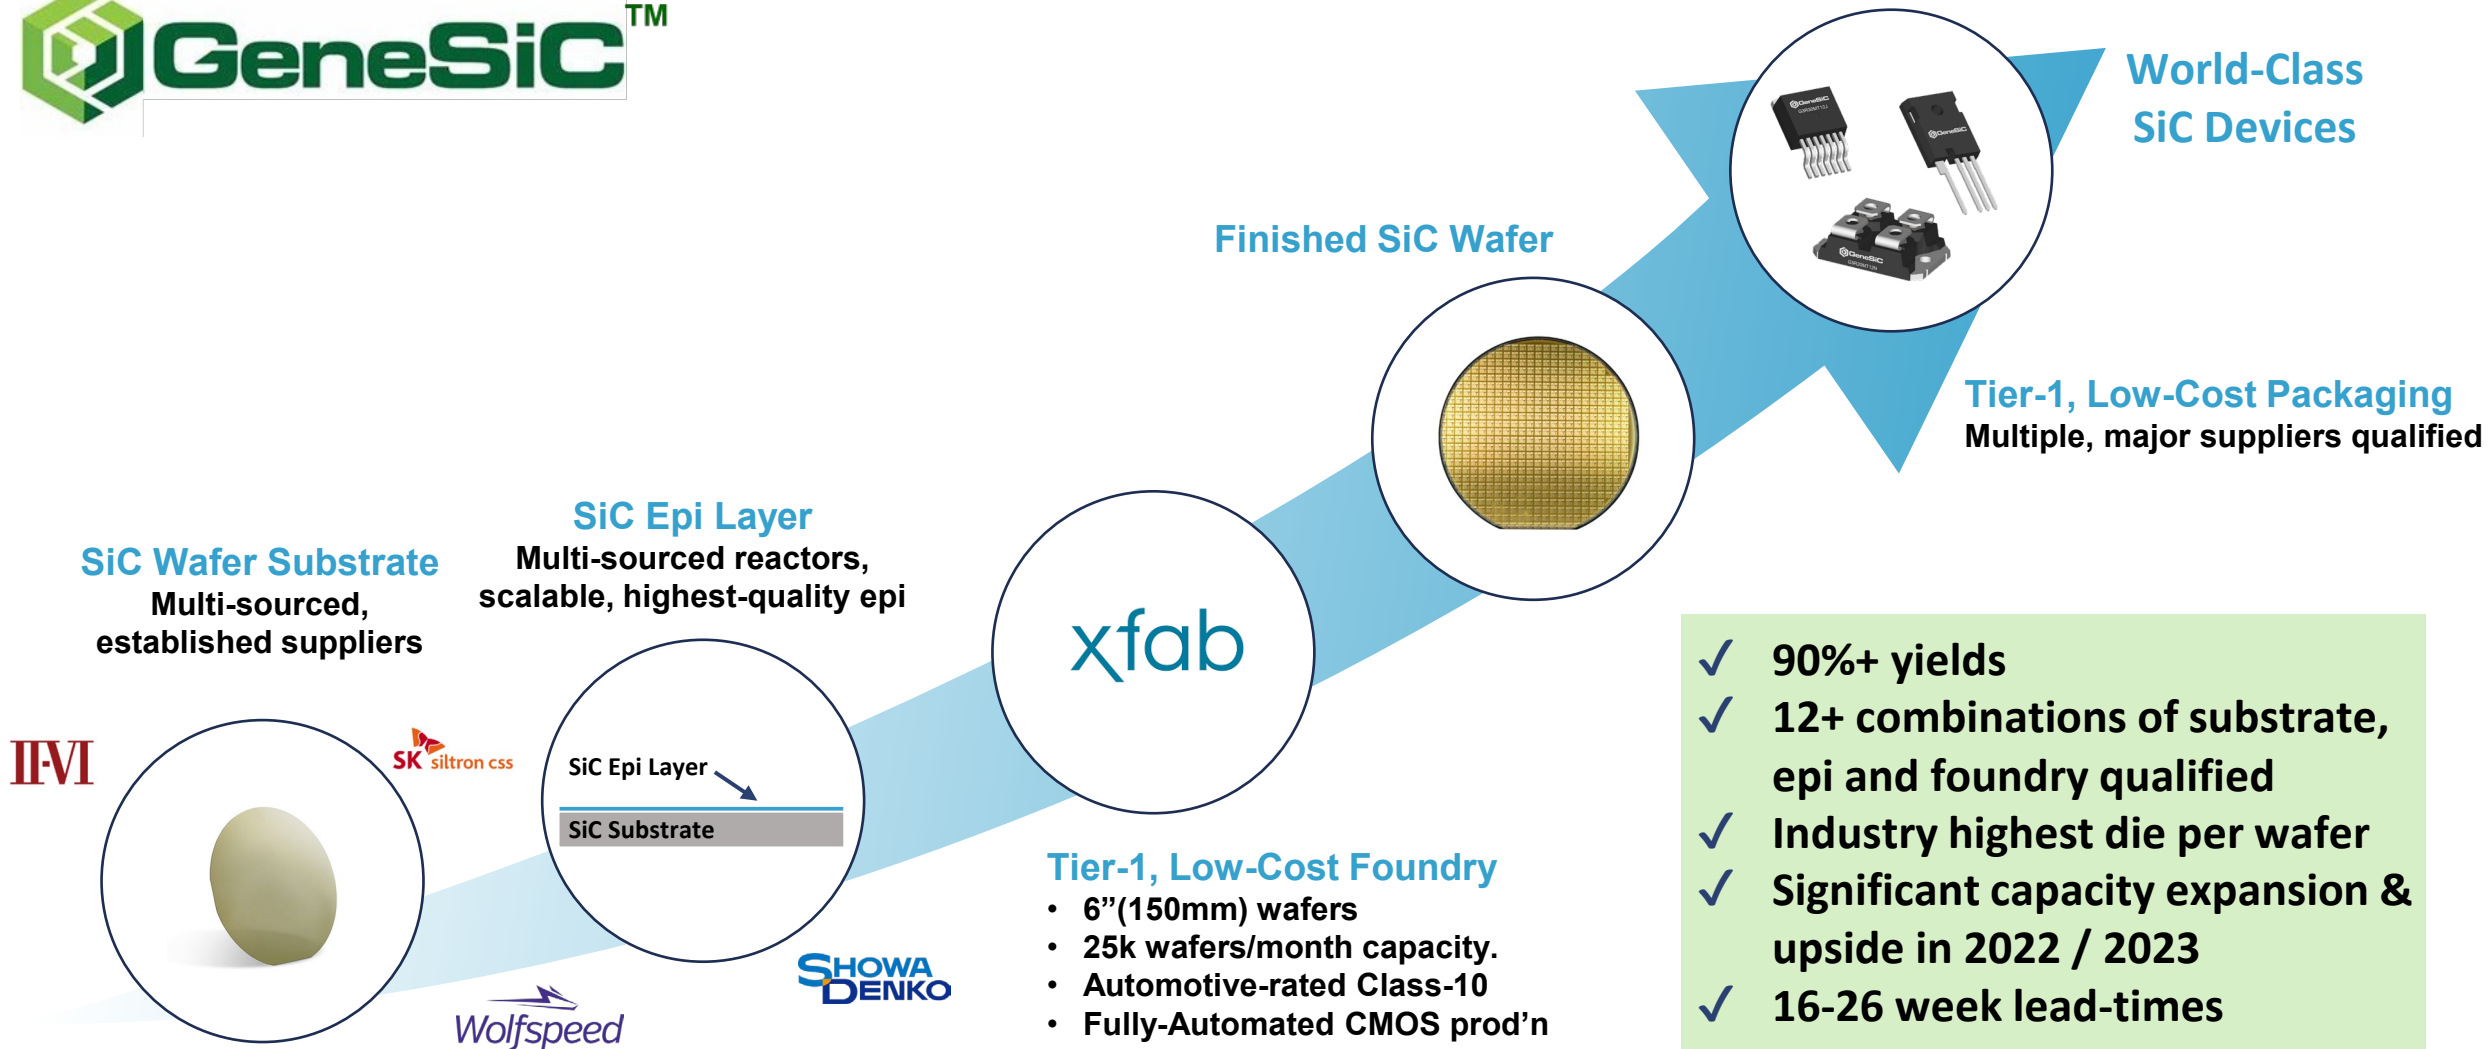 GeneSiC™
World-Class
SiC Devices
GeneSiC
GeneSiC
GeneSiC
Finished SiC Wafer
Tier-1, Low-Cost Packaging
Multiple, major suppliers qualified
SiC Epi Layer
Multi-sourced reactors,
scalable, highest-quality epi
SiC Wafer Substrate
Multi-sourced,
established suppliers
xfab
II-VI
SK siltron css
SiC Epi Layer
SiC Substrate
Wolfspeed
SHOWA
DENKO
Tier-1, Low-Cost Foundry
• 6”(150mm) wafers
• 25k wafers/month capacity.
• Automotive-rated Class-10
• Fully-Automated CMOS prod’n
✓ 90%+ yields
✓ 12+ combinations of substrate,
epi and foundry qualified
✓ Industry highest die per wafer
✓ Significant capacity expansion &
upside in 2022 / 2023
✓ 16-26 week lead-times